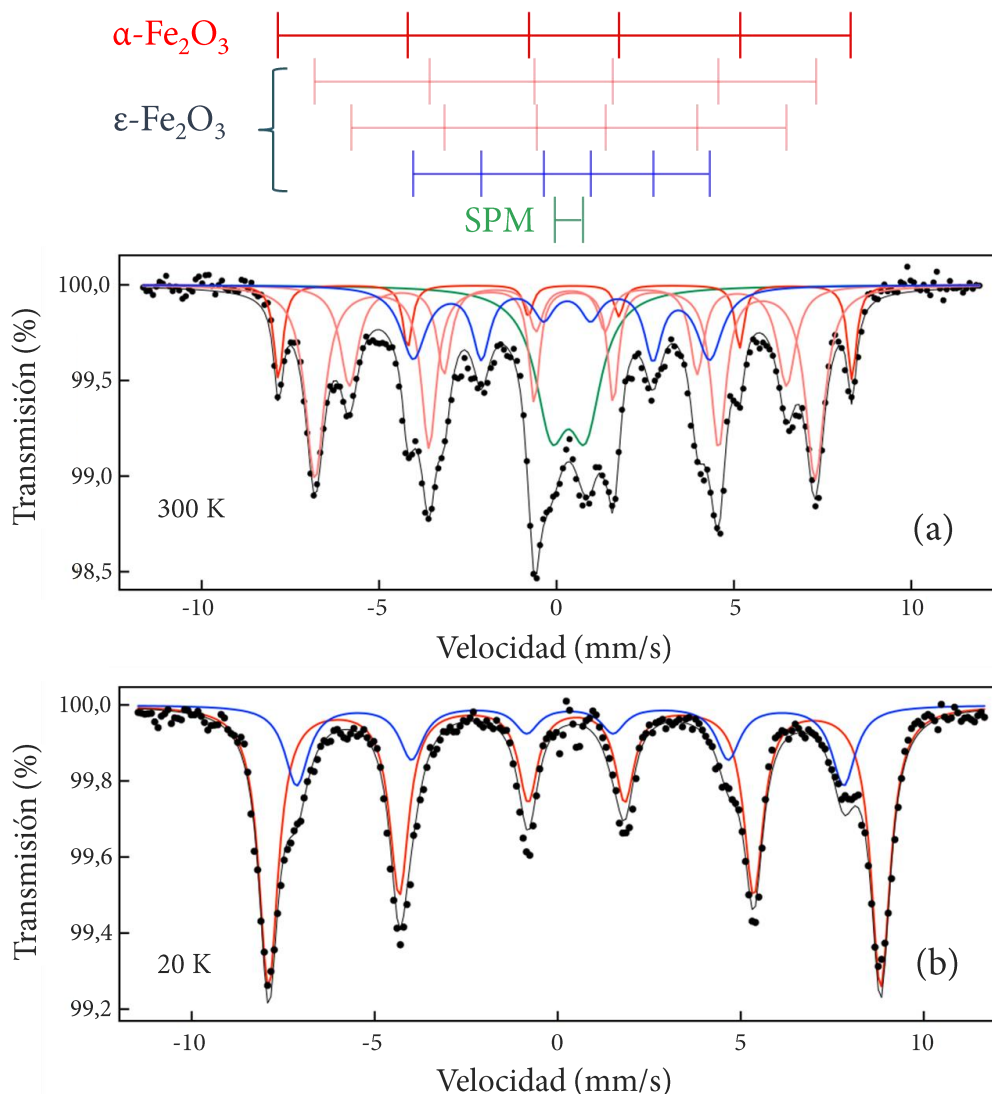 α-Fe₂O₃
ε-Fe₂O₃
SPM
Transmisión (%)
100,0
99,5
99,0
98,5
300 K
(a)
-10 -5 0 5 10
Velocidad (mm/s)
Transmisión (%)
100,0
99,8
99,6
99,4
99,2
20 K
(b)
-10 -5 0 5 10
Velocidad (mm/s)